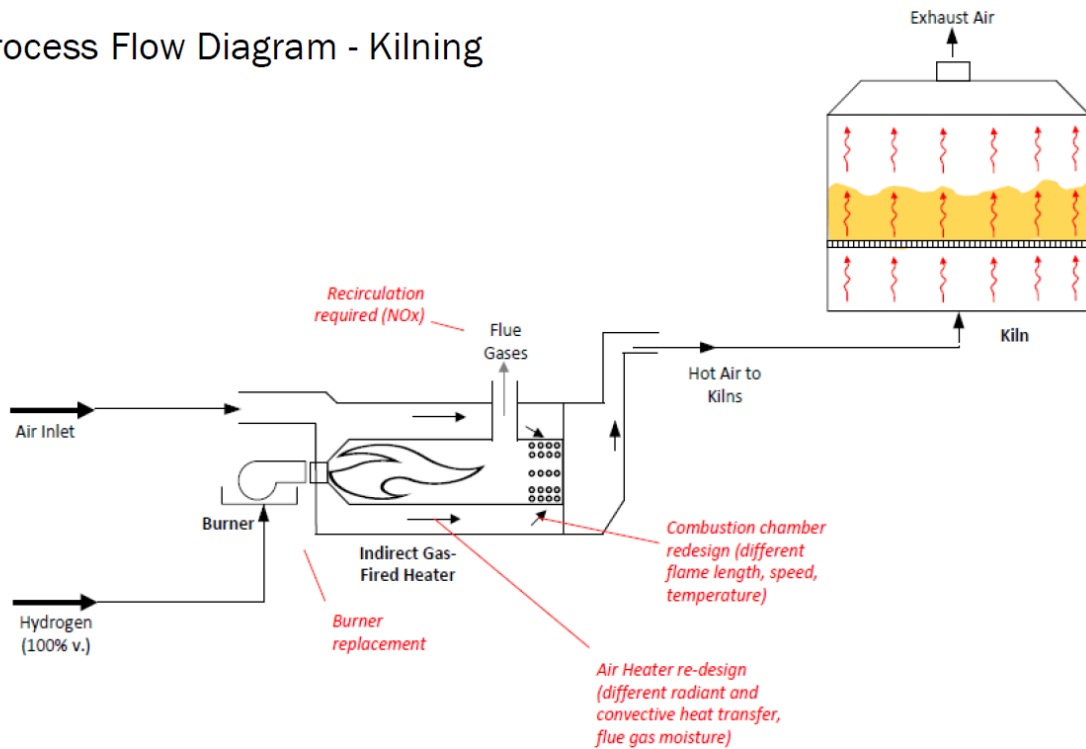 rocess Flow Diagram - Kilning
Exhaust Air
Kiln
Recirculation
required (NOx)
Flue
Gases
Hot Air to
Kilns
Air Inlet
Burner
Indirect Gas-
Fired Heater
Combustion chamber
redesign (different
flame length, speed,
temperature)
Hydrogen
(100% v.)
Burner
replacement
Air Heater re-design
(different radiant and
convective heat transfer,
flue gas moisture)